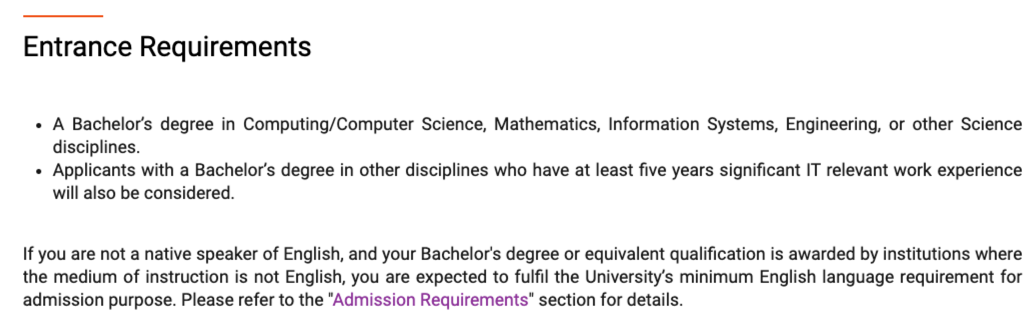 Entrance Requirements
• A Bachelor’s degree in Computing/Computer Science, Mathematics, Information Systems, Engineering, or other Science
disciplines.
• Applicants with a Bachelor’s degree in other disciplines who have at least five years significant IT relevant work experience
will also be considered.
If you are not a native speaker of English, and your Bachelor's degree or equivalent qualification is awarded by institutions where
the medium of instruction is not English, you are expected to fulfil the University’s minimum English language requirement for
admission purpose. Please refer to the "Admission Requirements" section for details.